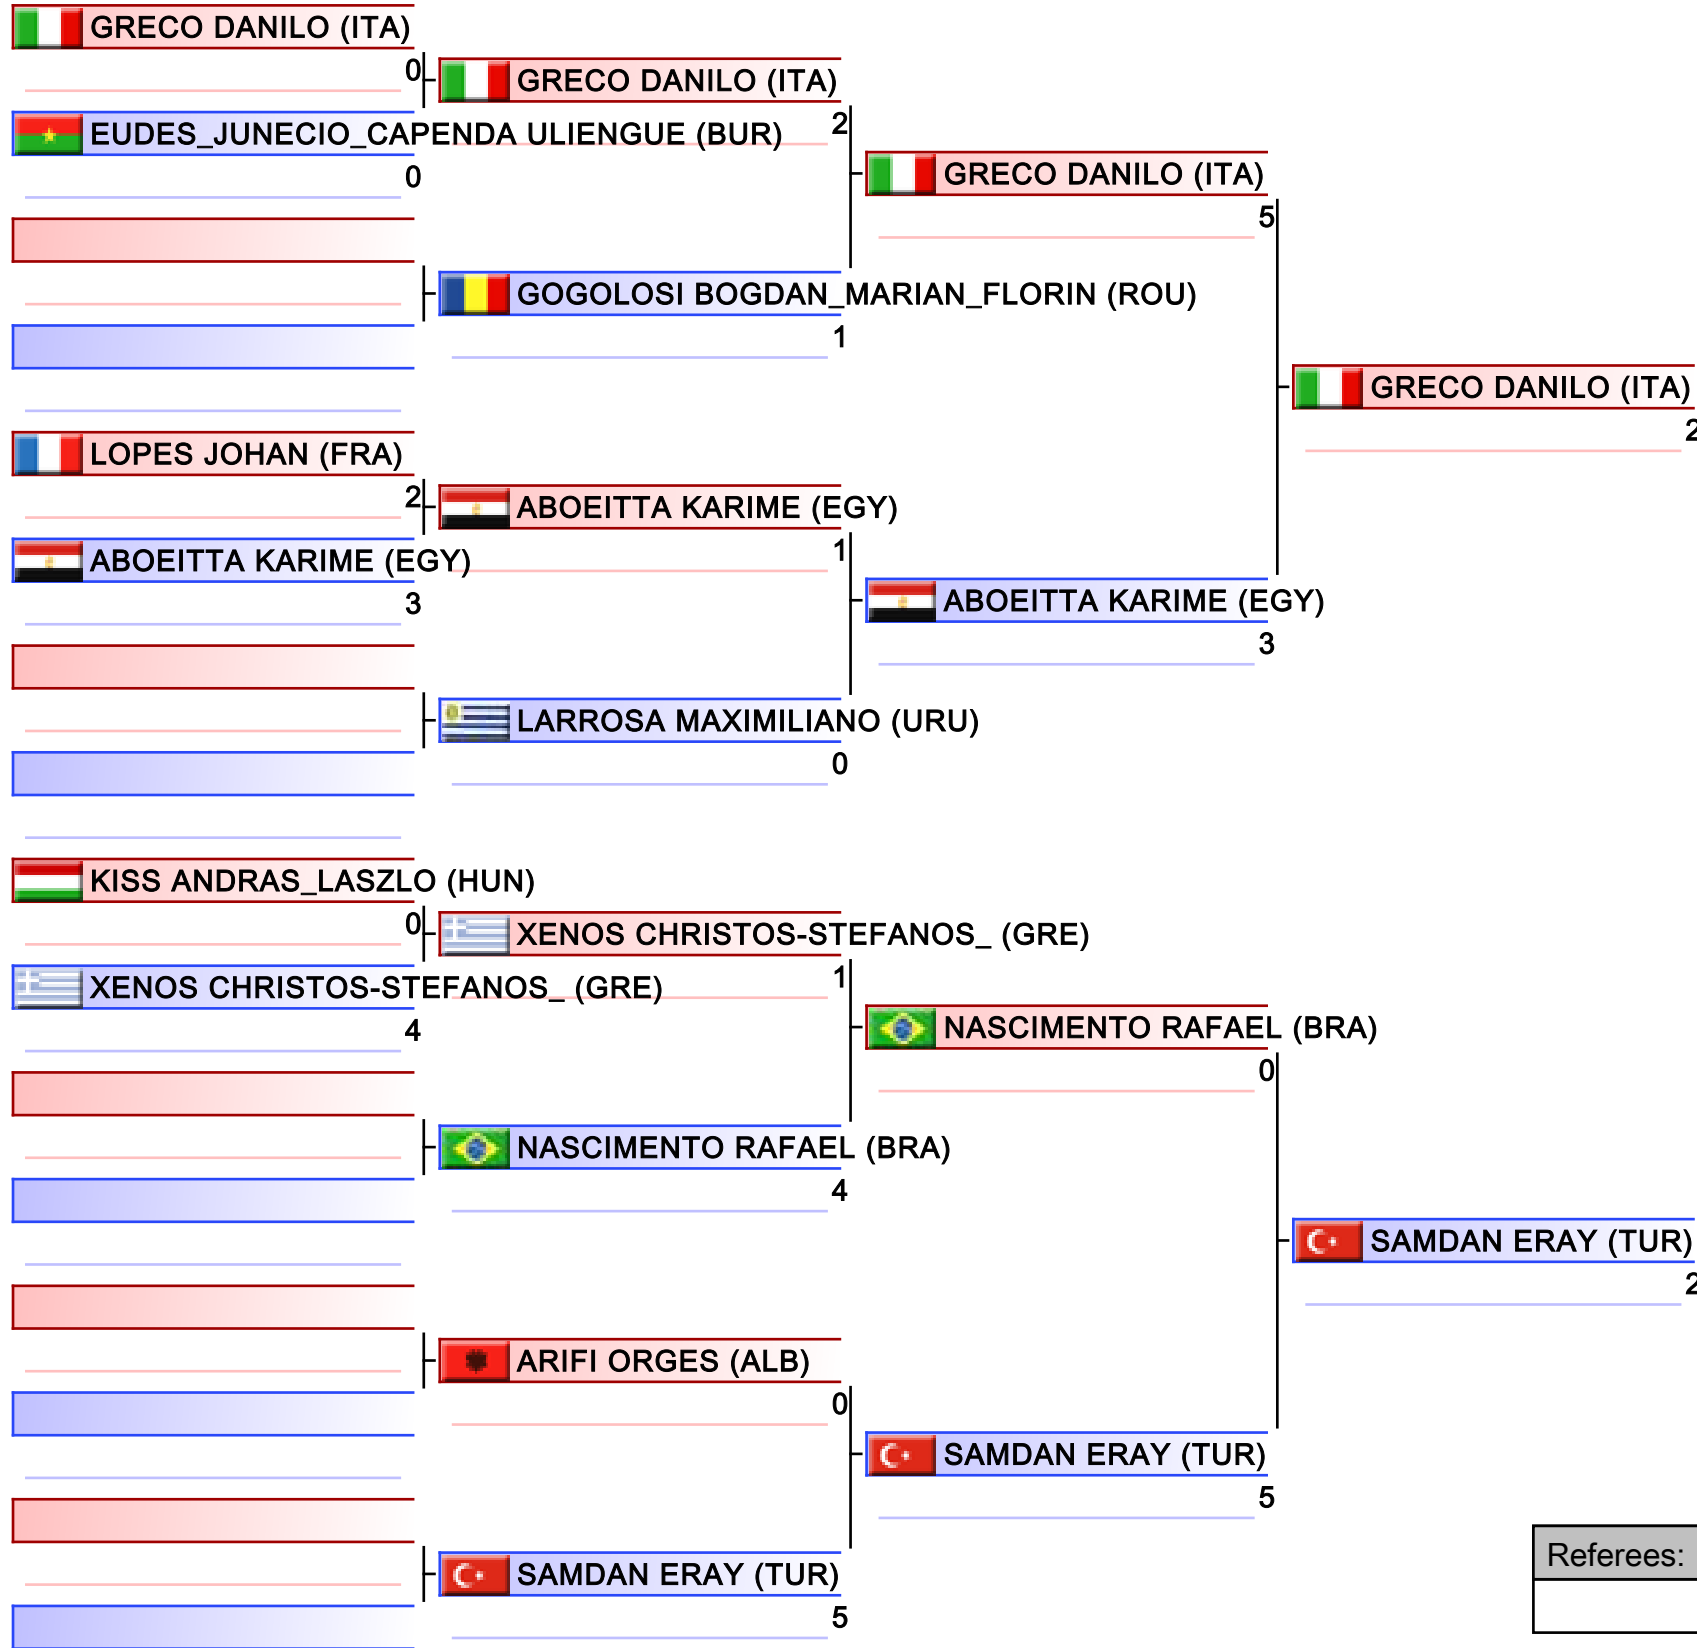 GRECO DANILO (ITA)
0
GRECO DANILO (ITA)
2
EUDES_JUNECIO_CAPENDA ULIENGUE (BUR)
0
GRECO DANILO (ITA)
5
GOGOLOSI BOGDAN_MARIAN_FLORIN (ROU)
1
GRECO DANILO (ITA)
2
LOPES JOHAN (FRA)
2
ABOEITTA KARIME (EGY)
1
ABOEITTA KARIME (EGY)
3
ABOEITTA KARIME (EGY)
3
LARROSA MAXIMILIANO (URU)
0
KISS ANDRAS_LASZLO (HUN)
0
XENOS CHRISTOS-STEFANOS_ (GRE)
1
XENOS CHRISTOS-STEFANOS_ (GRE)
4
NASCIMENTO RAFAEL (BRA)
0
NASCIMENTO RAFAEL (BRA)
4
SAMDAN ERAY (TUR)
2
ARIFI ORGES (ALB)
0
SAMDAN ERAY (TUR)
5
SAMDAN ERAY (TUR)
5
Referees: